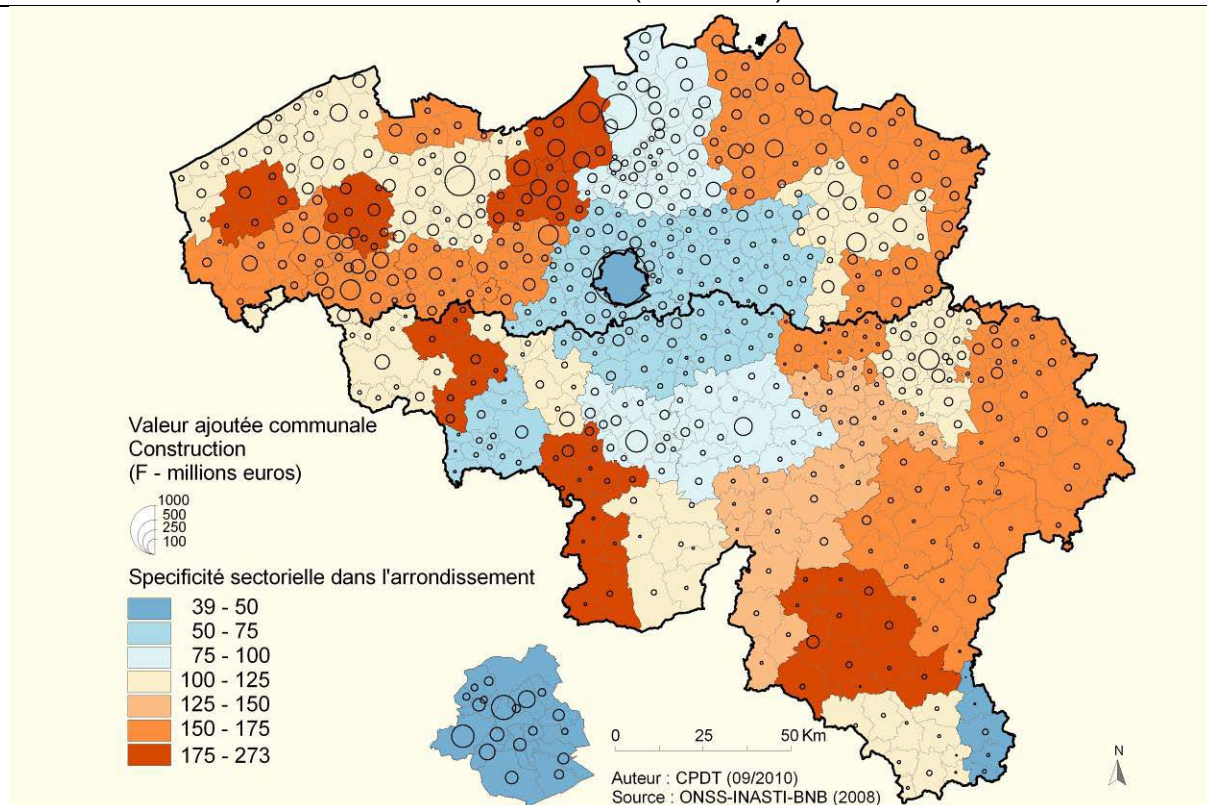 Valeur ajoutée communale
Construction
(F - millions euros)
1000
500
250
100
Specificité sectorielle dans l'arrondissement
39 - 50
50 - 75
75 - 100
100 - 125
125 - 150
150 - 175
175 - 273
0 25 50 Km
Auteur : CPDT (09/2010)
Source : ONSS-INASTI-BNB (2008)
N